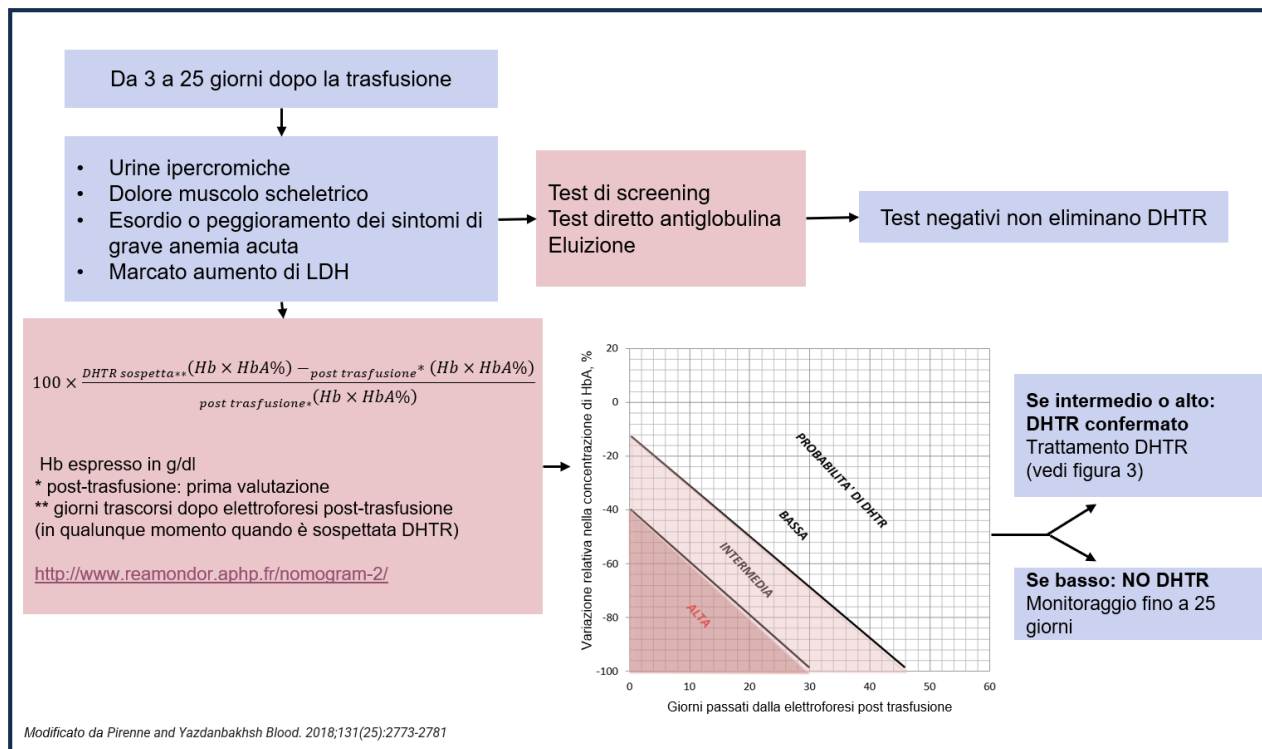 Da 3 a 25 giorni dopo la trasfusione
• Urine ipercromiche
• Dolore muscolo scheletrico
• Esordio o peggioramento dei sintomi di
grave anemia acuta
• Marcato aumento di LDH
Test di screening
Test diretto antiglobulina
Eluizione
Test negativi non eliminano DHTR
100 × DHTR sospetta**(Hb × HbA%) − post trasfusione* (Hb × HbA%)
post trasfusione*(Hb × HbA%)
Hb espresso in g/dl
* post-trasfusione: prima valutazione
** giorni trascorsi dopo elettroforesi post-trasfusione
(in qualunque momento quando è sospettata DHTR)
http://www.reamondor.aphp.fr/nomogram-2/
Variazione relativa nella concentrazione di HbA, %
20
0
-20
-40
-60
-80
-100
PROBABILITA' DI DHTR
BASSA
INTERMEDIA
ALTA
0 10 20 30 40 50 60
Giorni passati dalla elettroforesi post trasfusione
Se intermedio o alto:
DHTR confermato
Trattamento DHTR
(vedi figura 3)
Se basso: NO DHTR
Monitoraggio fino a 25
giorni
Modificato da Pirenne and Yazdanbakhsh Blood. 2018;131(25):2773-2781